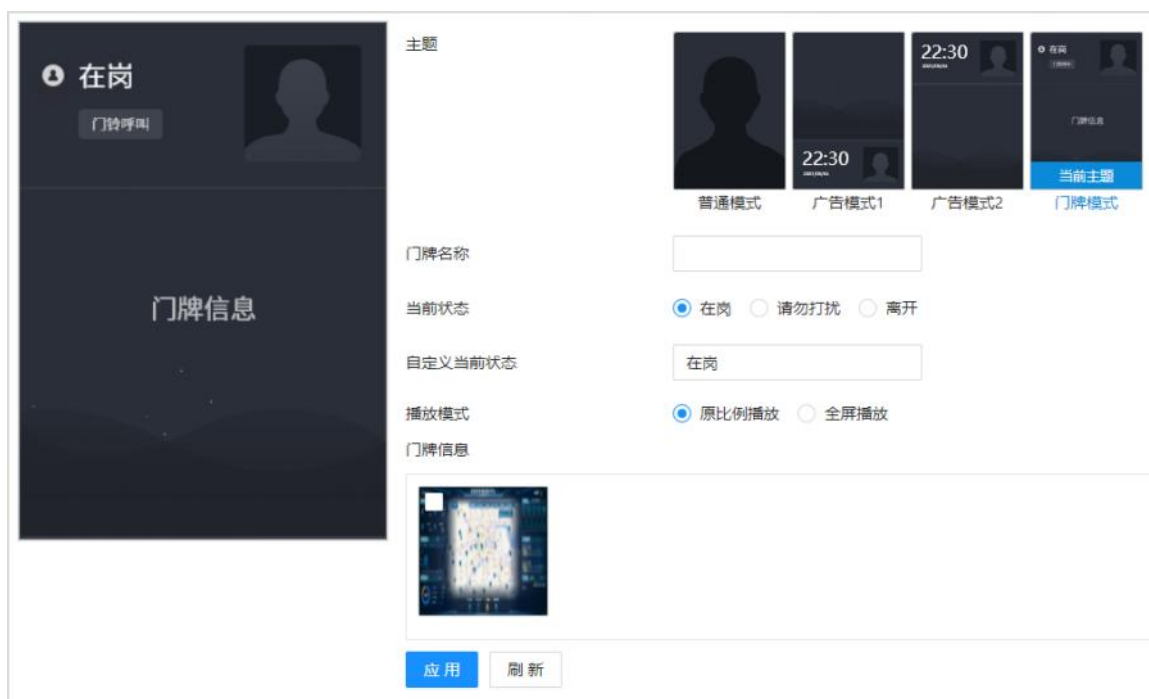 在岗
门铃呼叫
门牌信息
主题
22:30
22:30
在岗
门牌信息
当前主题
普通模式 广告模式1 广告模式2 门牌模式
门牌名称
当前状态 在岗 请勿打扰 离开
自定义当前状态 在岗
播放模式 原比例播放 全屏播放
门牌信息
应用 刷新